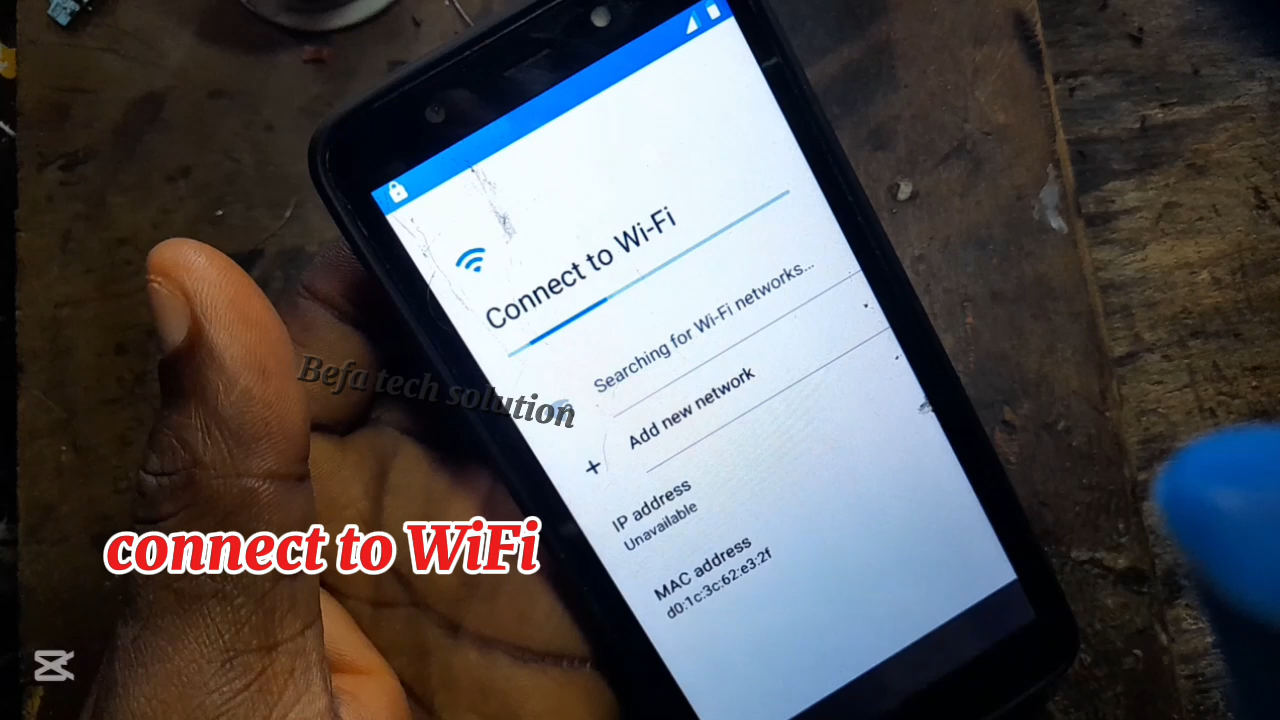 Connect to Wi-Fi
Searching for Wi-Fi networks...
Add new network
IP address
Unavailable
MAC address
d0:1c:3c:62:e3:2f
Befa tech solution
connect to WiFi